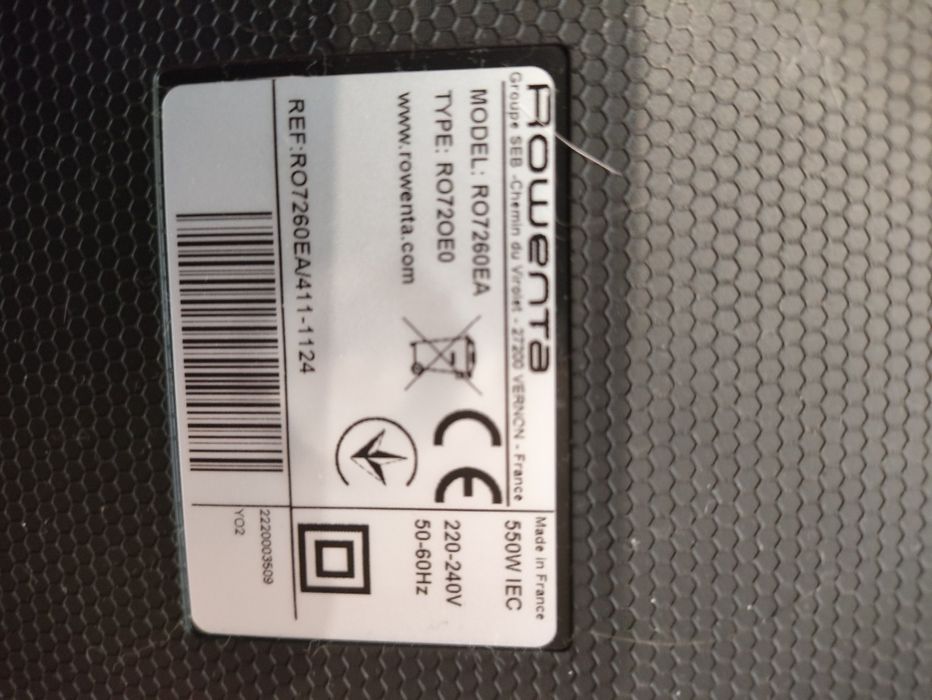 Rowenta
Groupe SEB -Chemin du Virolet - 27200 VERNON - France
MODEL: RO7260EA
TYPE: RO72OE0
www.rowenta.com
REF:RO7260EA/411-1124
CE
Made in France
550W IEC
220-240V
50-60Hz
2220003509
YO2